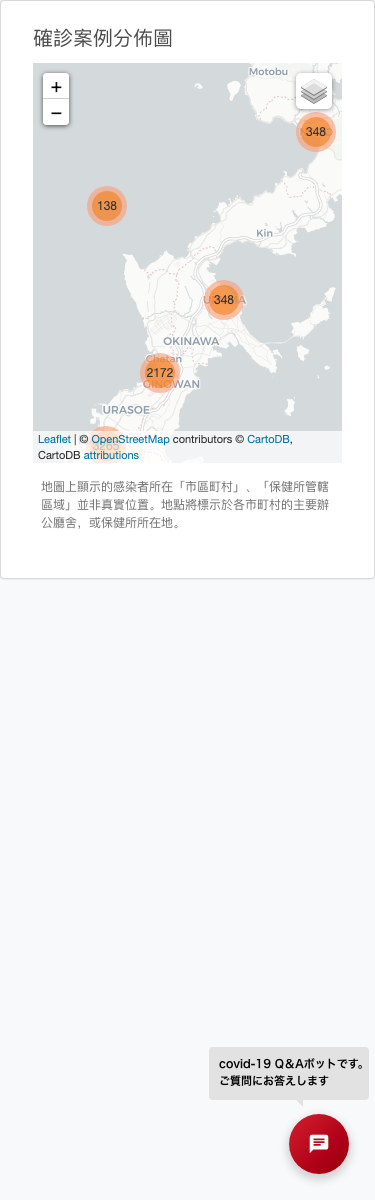 確診案例分佈圖
Motobu
+
−
348
138
Kin
348
OKINAWA
Chatan
2172
GINOWAN
URASOE
Leaflet | © OpenStreetMap contributors © CartoDB,
CartoDB attributions
地圖上顯示的感染者所在「市區町村」、「保健所管轄
區域」並非真實位置。地點將標示於各市町村的主要辦
公廳舍，或保健所所在地。
covid-19 Q&Aボットです。
ご質問にお答えします